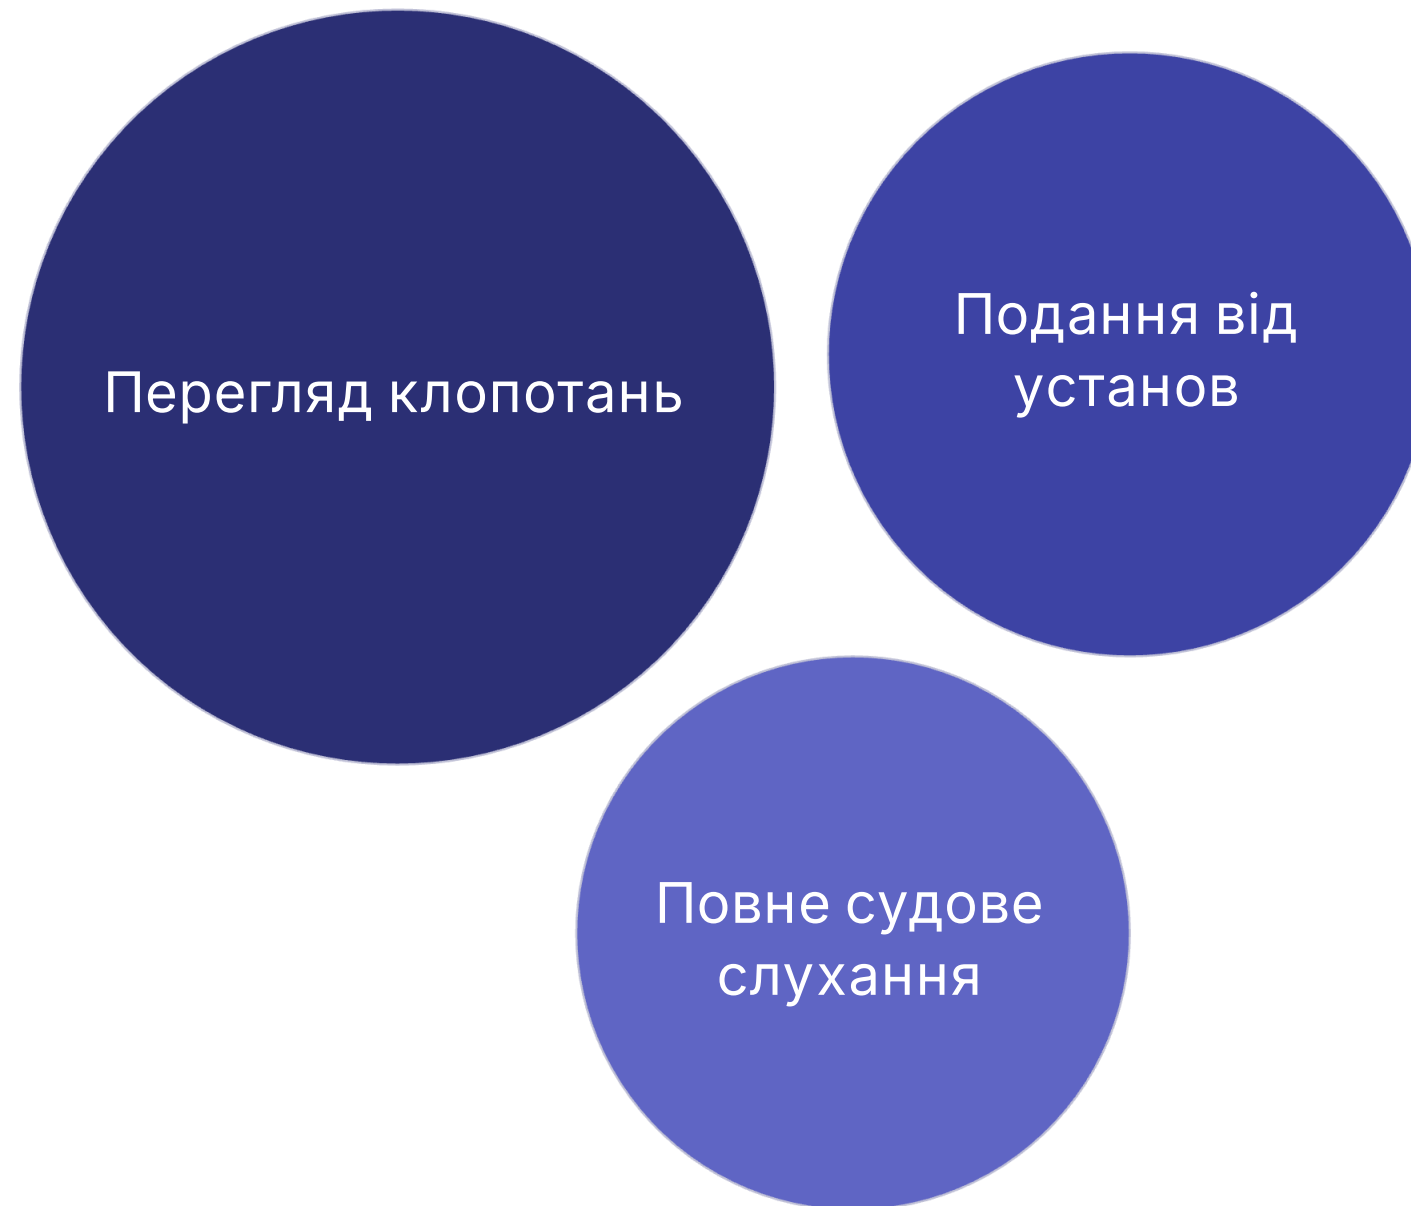 Перегляд клопотань
Подання від
установ
Повне судове
слухання